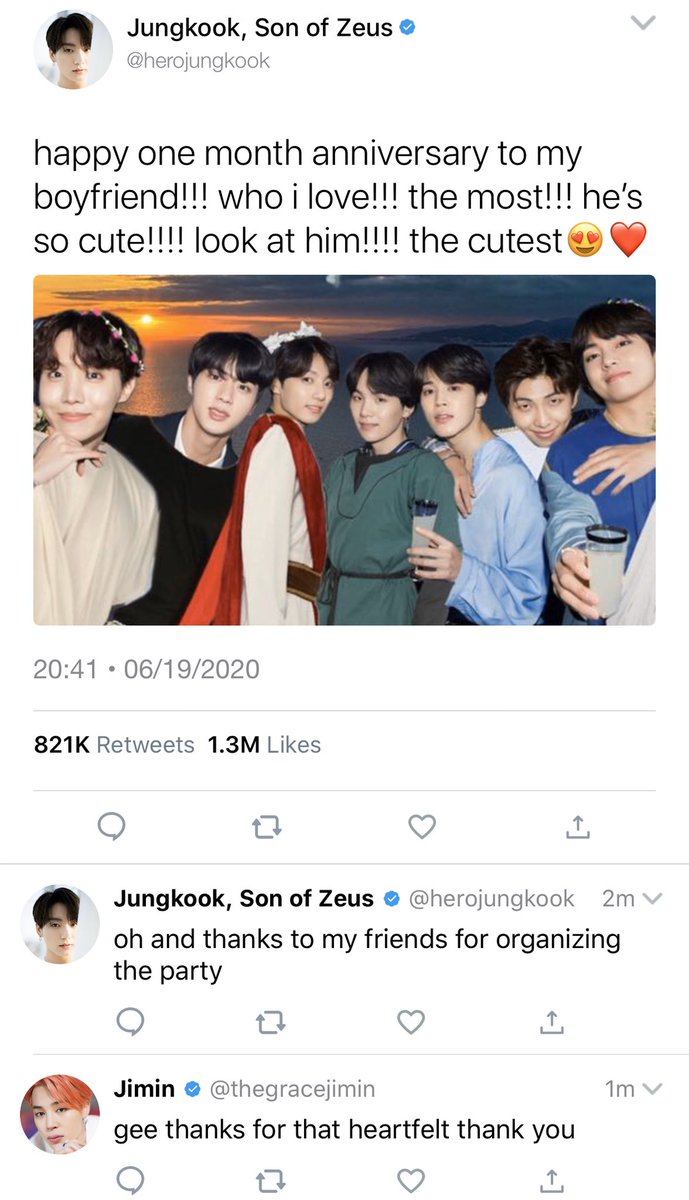 Jungkook, Son of Zeus
@herojungkook
happy one month anniversary to my
boyfriend!!! who i love!!! the most!!! he’s
so cute!!!! look at him!!!! the cutest😍❤️
20:41 • 06/19/2020
821K Retweets 1.3M Likes
Jungkook, Son of Zeus @herojungkook 2m
oh and thanks to my friends for organizing
the party
Jimin @thegracejimin 1m
gee thanks for that heartfelt thank you